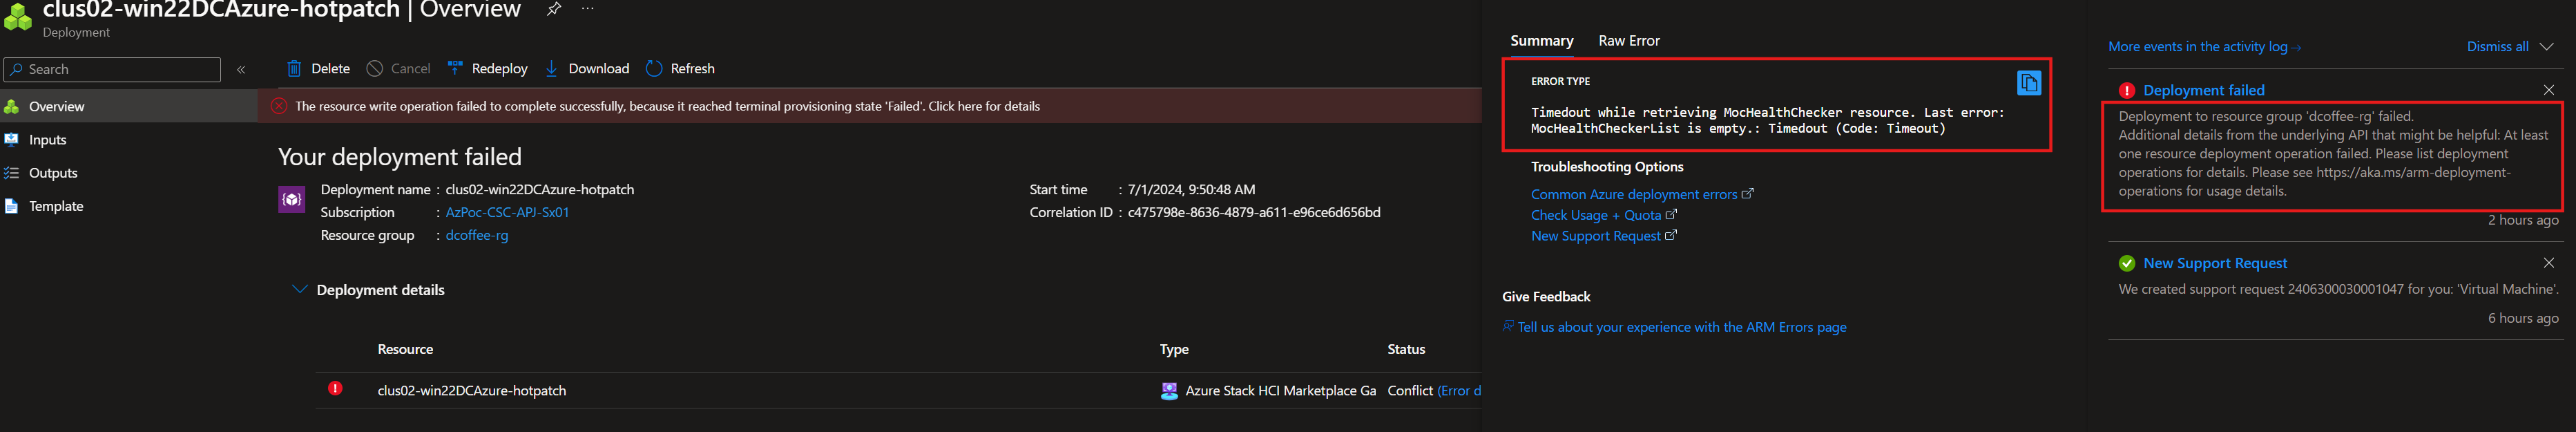 clus02-win22DCAzure-hotpatch | Overview
Deployment
Search
Overview
Inputs
Outputs
Template
Delete
Cancel
Redeploy
Download
Refresh
The resource write operation failed to complete successfully, because it reached terminal provisioning state 'Failed'. Click here for details
Your deployment failed
Deployment name : clus02-win22DCAzure-hotpatch
Subscription : AzPoc-CSC-APJ-Sx01
Resource group : dcoffee-rg
Start time : 7/1/2024, 9:50:48 AM
Correlation ID : c475798e-8636-4879-a611-e96ce6d656bd
Deployment details
Resource Type Status
clus02-win22DCAzure-hotpatch Azure Stack HCI Marketplace Ga Conflict (Error d
Summary Raw Error
ERROR TYPE
Timedout while retrieving MocHealthChecker resource. Last error:
MocHealthCheckerList is empty.: Timedout (Code: Timeout)
Troubleshooting Options
Common Azure deployment errors
Check Usage + Quota
New Support Request
Give Feedback
Tell us about your experience with the ARM Errors page
More events in the activity log →
Dismiss all
Deployment failed
Deployment to resource group 'dcoffee-rg' failed.
Additional details from the underlying API that might be helpful: At least
one resource deployment operation failed. Please list deployment
operations for details. Please see https://aka.ms/arm-deployment-
operations for usage details.
2 hours ago
New Support Request
We created support request 2406300030001047 for you: 'Virtual Machine'.
6 hours ago